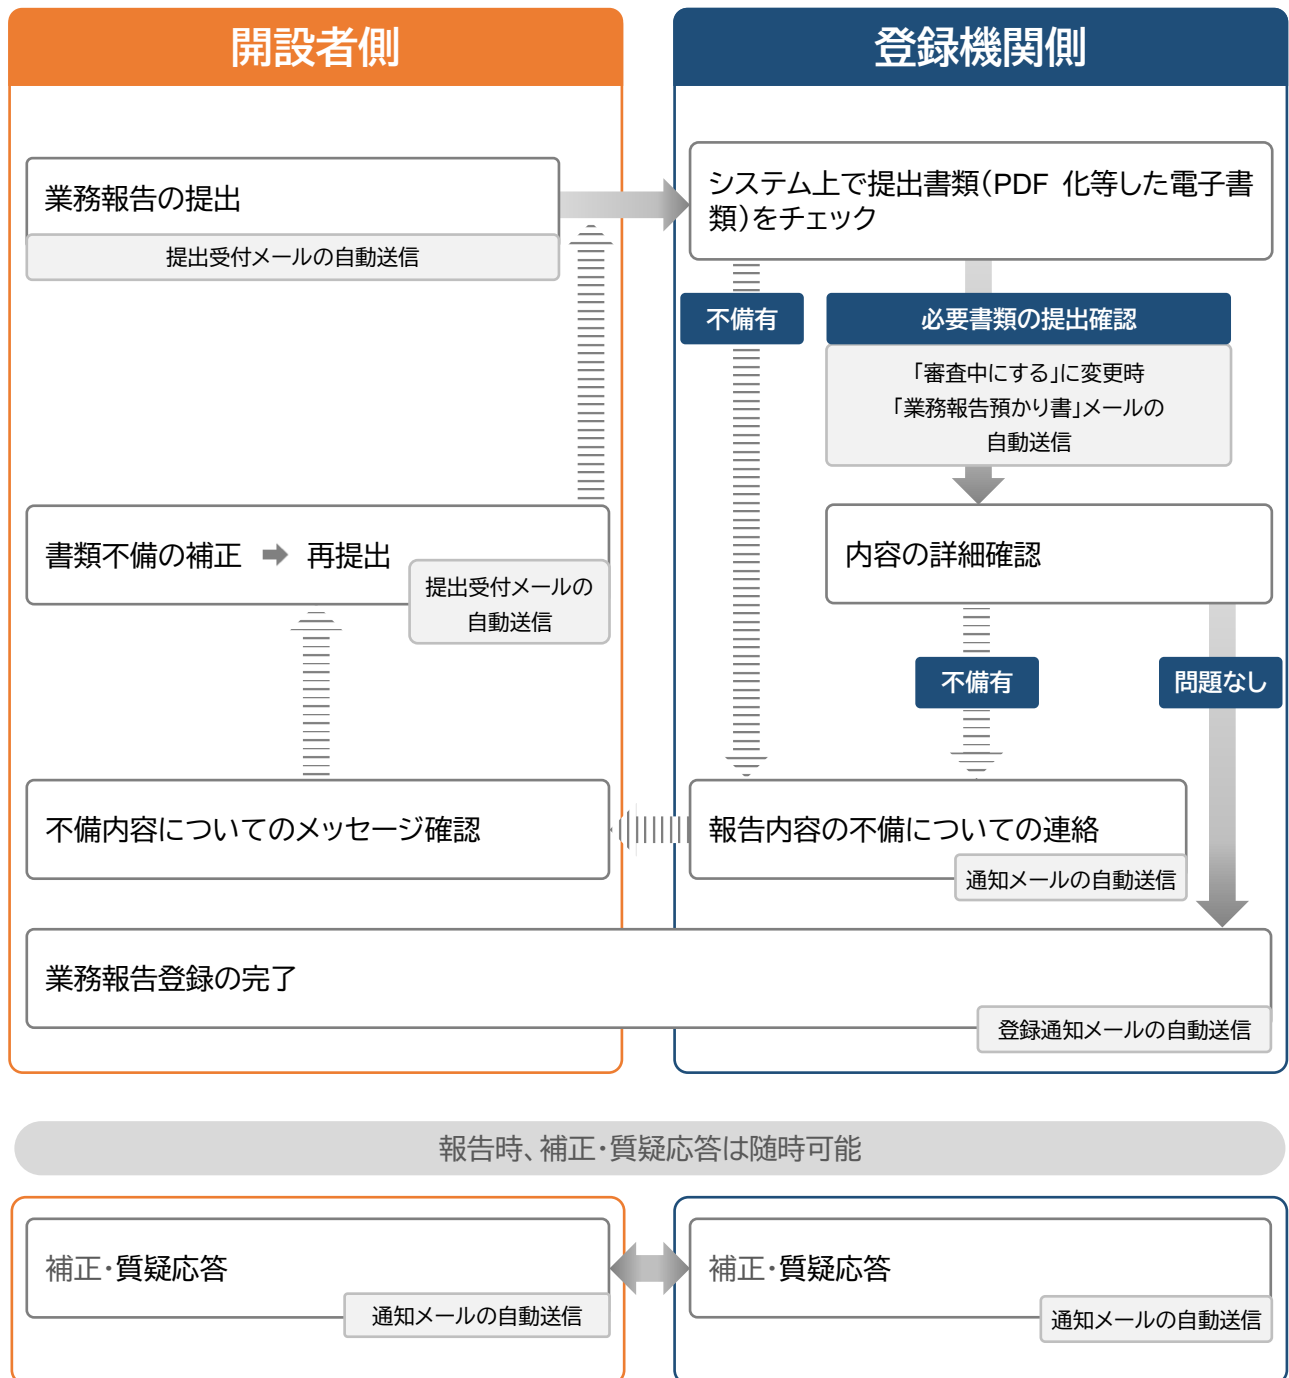 開設者側
登録機関側
業務報告の提出
提出受付メールの自動送信
システム上で提出書類(PDF 化等した電子書
類)をチェック
不備有
必要書類の提出確認
「審査中にする」に変更時
「業務報告預かり書」メールの
自動送信
書類不備の補正 ➡ 再提出
提出受付メールの
自動送信
内容の詳細確認
不備有
問題なし
不備内容についてのメッセージ確認
報告内容の不備についての連絡
通知メールの自動送信
業務報告登録の完了
登録通知メールの自動送信
報告時、補正・質疑応答は随時可能
補正・質疑応答
通知メールの自動送信
補正・質疑応答
通知メールの自動送信